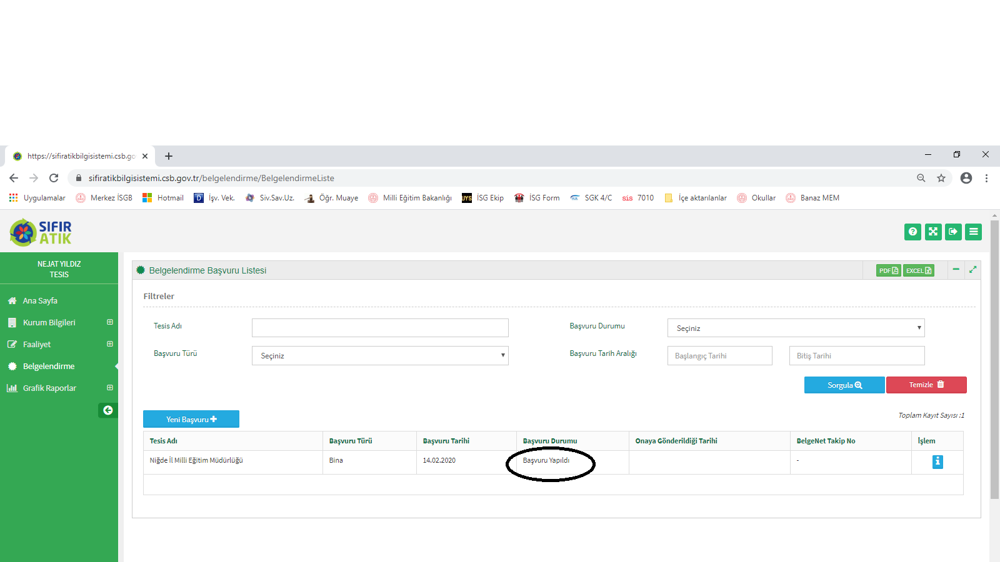 https://sifiratikbilgisistemi.csb.go
sifiratikbilgisistemi.csb.gov.tr/belgelendirme/BelgelendirmeListe
Uygulamalar Merkez İSGB Hotmail İşv. Vek. Siv.Sav.Uz. Öğr. Muaye Milli Eğitim Bakanlığı İSG Ekip İSG Form SGK 4/C sis 7010 İçe aktarılanlar Okullar Banaz MEM
SIFIR
ATIK
NEJAT YILDIZ
TESIS
Ana Sayfa
Kurum Bilgileri
Faaliyet
Belgelendirme
Grafik Raporlar
Belgelendirme Başvuru Listesi PDF EXCEL
Filtreler
Tesis Adı Başvuru Durumu Seçiniz
Başvuru Türü Seçiniz Başvuru Tarih Aralığı Başlangıç Tarihi Bitiş Tarihi
Sorgula Temizle
Yeni Başvuru Toplam Kayıt Sayısı :1
Tesis Adı Başvuru Türü Başvuru Tarihi Başvuru Durumu Onaya Gönderildiği Tarihi BelgeNet Takip No İşlem
Niğde İl Milli Eğitim Müdürlüğü Bina 14.02.2020 Başvuru Yapıldı -